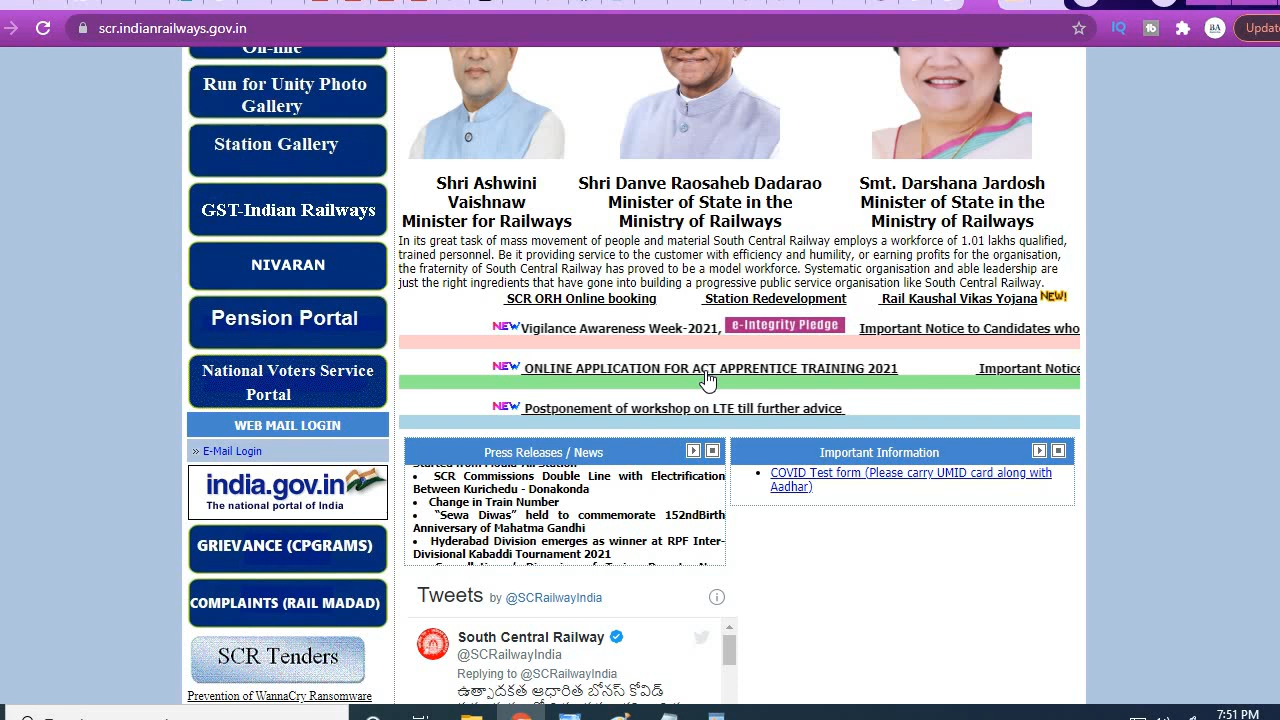 scr.indianrailways.gov.in
Update
On-line
Run for Unity Photo
Gallery
Station Gallery
GST-Indian Railways
NIVARAN
Pension Portal
National Voters Service
Portal
WEB MAIL LOGIN
» E-Mail Login
india.gov.in
The national portal of India
GRIEVANCE (CPGRAMS)
COMPLAINTS (RAIL MADAD)
SCR Tenders
Prevention of WannaCry Ransomware
Shri Ashwini
Vaishnaw
Minister for Railways
Shri Danve Raosaheb Dadarao
Minister of State in the
Ministry of Railways
Smt. Darshana Jardosh
Minister of State in the
Ministry of Railways
In its great task of mass movement of people and material South Central Railway employs a workforce of 1.01 lakhs qualified,
trained personnel. Be it providing service to the customer with efficiency and humility, or earning profits for the organisation,
the fraternity of South Central Railway has proved to be a model workforce. Systematic organisation and able leadership are
just the right ingredients that have gone into building a progressive public service organisation like South Central Railway.
SCR ORH Online booking Station Redevelopment Rail Kaushal Vikas Yojana NEW!
NEW Vigilance Awareness Week-2021, e-Integrity Pledge Important Notice to Candidates who
NEW ONLINE APPLICATION FOR ACT APPRENTICE TRAINING 2021 Important Notice
NEW Postponement of workshop on LTE till further advice
Press Releases / News
• SCR Commissions Double Line with Electrification
Between Kurichedu - Donakonda
• Change in Train Number
• “Sewa Diwas” held to commemorate 152ndBirth
Anniversary of Mahatma Gandhi
• Hyderabad Division emerges as winner at RPF Inter-
Divisional Kabaddi Tournament 2021
Important Information
• COVID Test form (Please carry UMID card along with
Aadhar)
Tweets by @SCRailwayIndia
South Central Railway
@SCRailwayIndia
Replying to @SCRailwayIndia
ఉత్పాదకత ఆధారిత బోనస్ కోవిడ్
7:51 PM